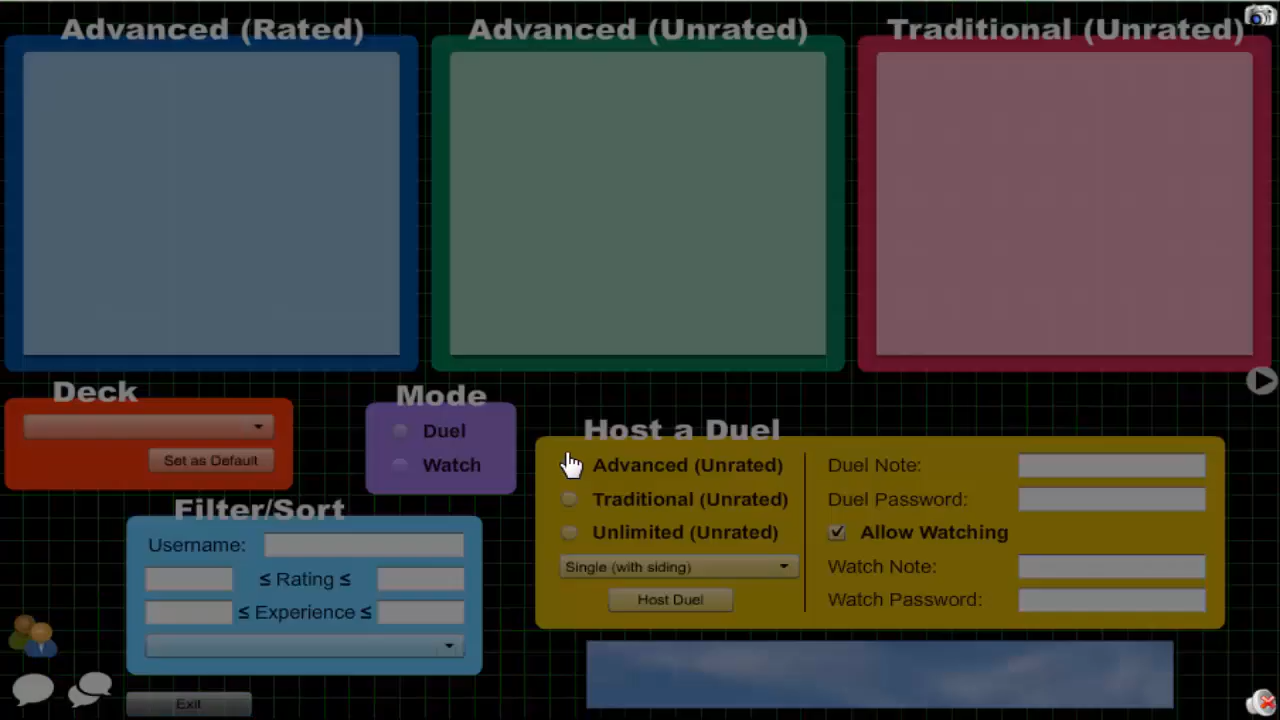 Advanced (Rated)
Advanced (Unrated)
Traditional (Unrated)
Deck
Set as Default
Mode
Duel
Watch
Host a Duel
Advanced (Unrated)
Traditional (Unrated)
Unlimited (Unrated)
Single (with siding)
Host Duel
Duel Note:
Duel Password:
Allow Watching
Watch Note:
Watch Password:
Filter/Sort
Username:
≤ Rating ≤
≤ Experience ≤
Exit